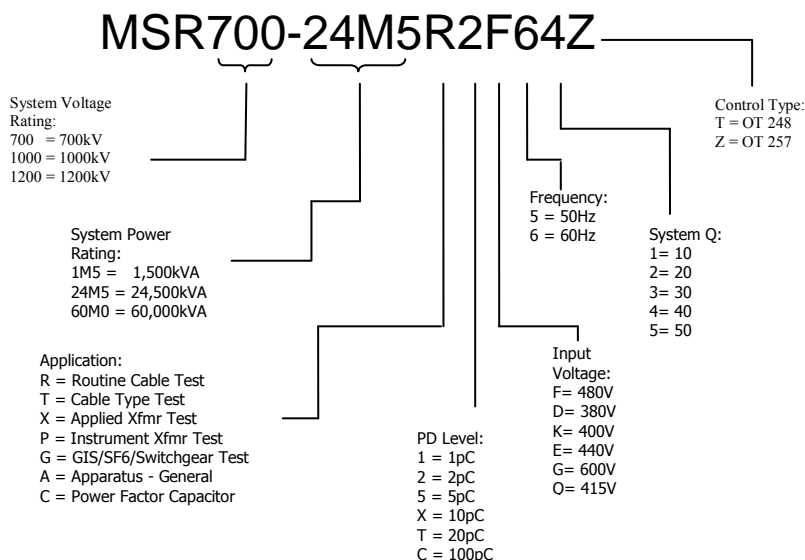 MSR700-24M5R2F64Z
System Voltage
Rating:
700 = 700kV
1000 = 1000kV
1200 = 1200kV
Control Type:
T = OT 248
Z = OT 257
Frequency:
5 = 50Hz
6 = 60Hz
System Power
Rating:
1M5 = 1,500kVA
24M5 = 24,500kVA
60M0 = 60,000kVA
System Q:
1= 10
2= 20
3= 30
4= 40
5= 50
Application:
R = Routine Cable Test
T = Cable Type Test
X = Applied Xfmr Test
P = Instrument Xfmr Test
G = GIS/SF6/Switchgear Test
A = Apparatus - General
C = Power Factor Capacitor
Input
Voltage:
F= 480V
D= 380V
K= 400V
E= 440V
G= 600V
Q= 415V
PD Level:
1 = 1pC
2 = 2pC
5 = 5pC
X = 10pC
T = 20pC
C = 100pC